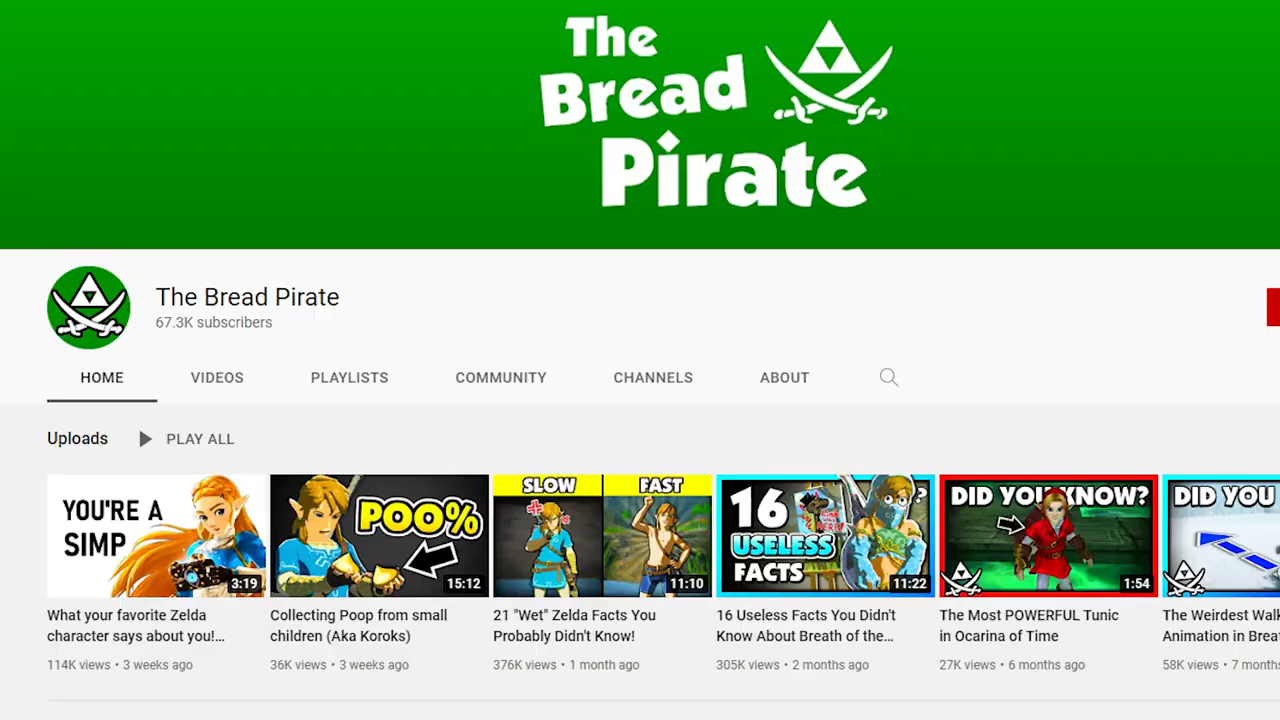 The
Bread
Pirate
The Bread Pirate
67.3K subscribers
HOME VIDEOS PLAYLISTS COMMUNITY CHANNELS ABOUT
Uploads PLAY ALL
YOU'RE A
SIMP
3:19
POO%
15:12
SLOW FAST
11:10
16
USELESS
FACTS
?
11:22
DID YOU KNOW?
1:54
DID YOU
What your favorite Zelda
character says about you!...
114K views • 3 weeks ago
Collecting Poop from small
children (Aka Koroks)
36K views • 3 weeks ago
21 "Wet" Zelda Facts You
Probably Didn't Know!
376K views • 1 month ago
16 Useless Facts You Didn't
Know About Breath of the...
305K views • 2 months ago
The Most POWERFUL Tunic
in Ocarina of Time
27K views • 6 months ago
The Weirdest Walk
Animation in Brea
58K views • 7 month